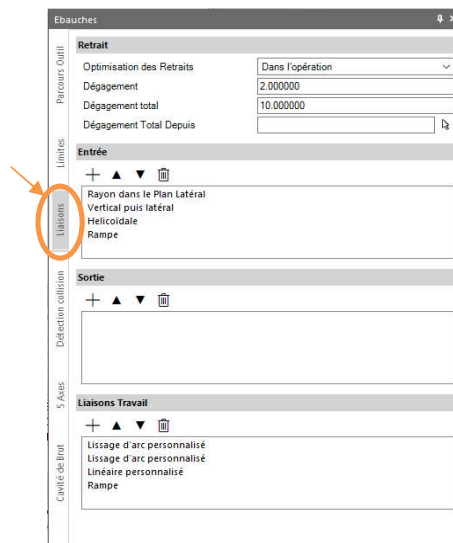 Ebauches
Parcours Outil
Limites
Liaisons
Détection collision
5 Axes
Cavité de Brut
Retrait
Optimisation des Retraits
Dans l'opération
Dégagement
2.000000
Dégagement total
10.000000
Dégagement Total Depuis
Entrée
Rayon dans le Plan Latéral
Vertical puis latéral
Helicoïdale
Rampe
Sortie
Liaisons Travail
Lissage d'arc personnalisé
Lissage d'arc personnalisé
Linéaire personnalisé
Rampe